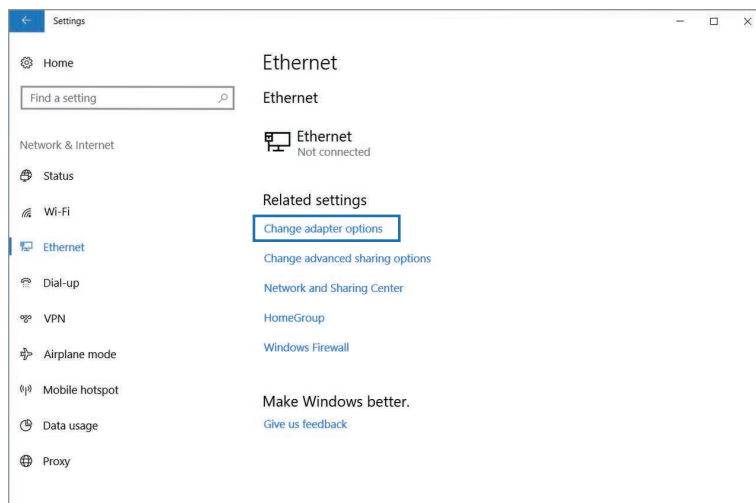 Settings
Home
Find a setting
Network & Internet
Status
Wi-Fi
Ethernet
Dial-up
VPN
Airplane mode
Mobile hotspot
Data usage
Proxy
Ethernet
Ethernet
Ethernet
Not connected
Related settings
Change adapter options
Change advanced sharing options
Network and Sharing Center
HomeGroup
Windows Firewall
Make Windows better.
Give us feedback